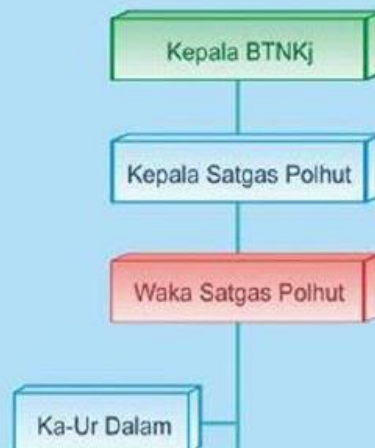 Kepala BTNKj
Kepala Satgas Polhut
Waka Satgas Polhut
Ka-Ur Dalam